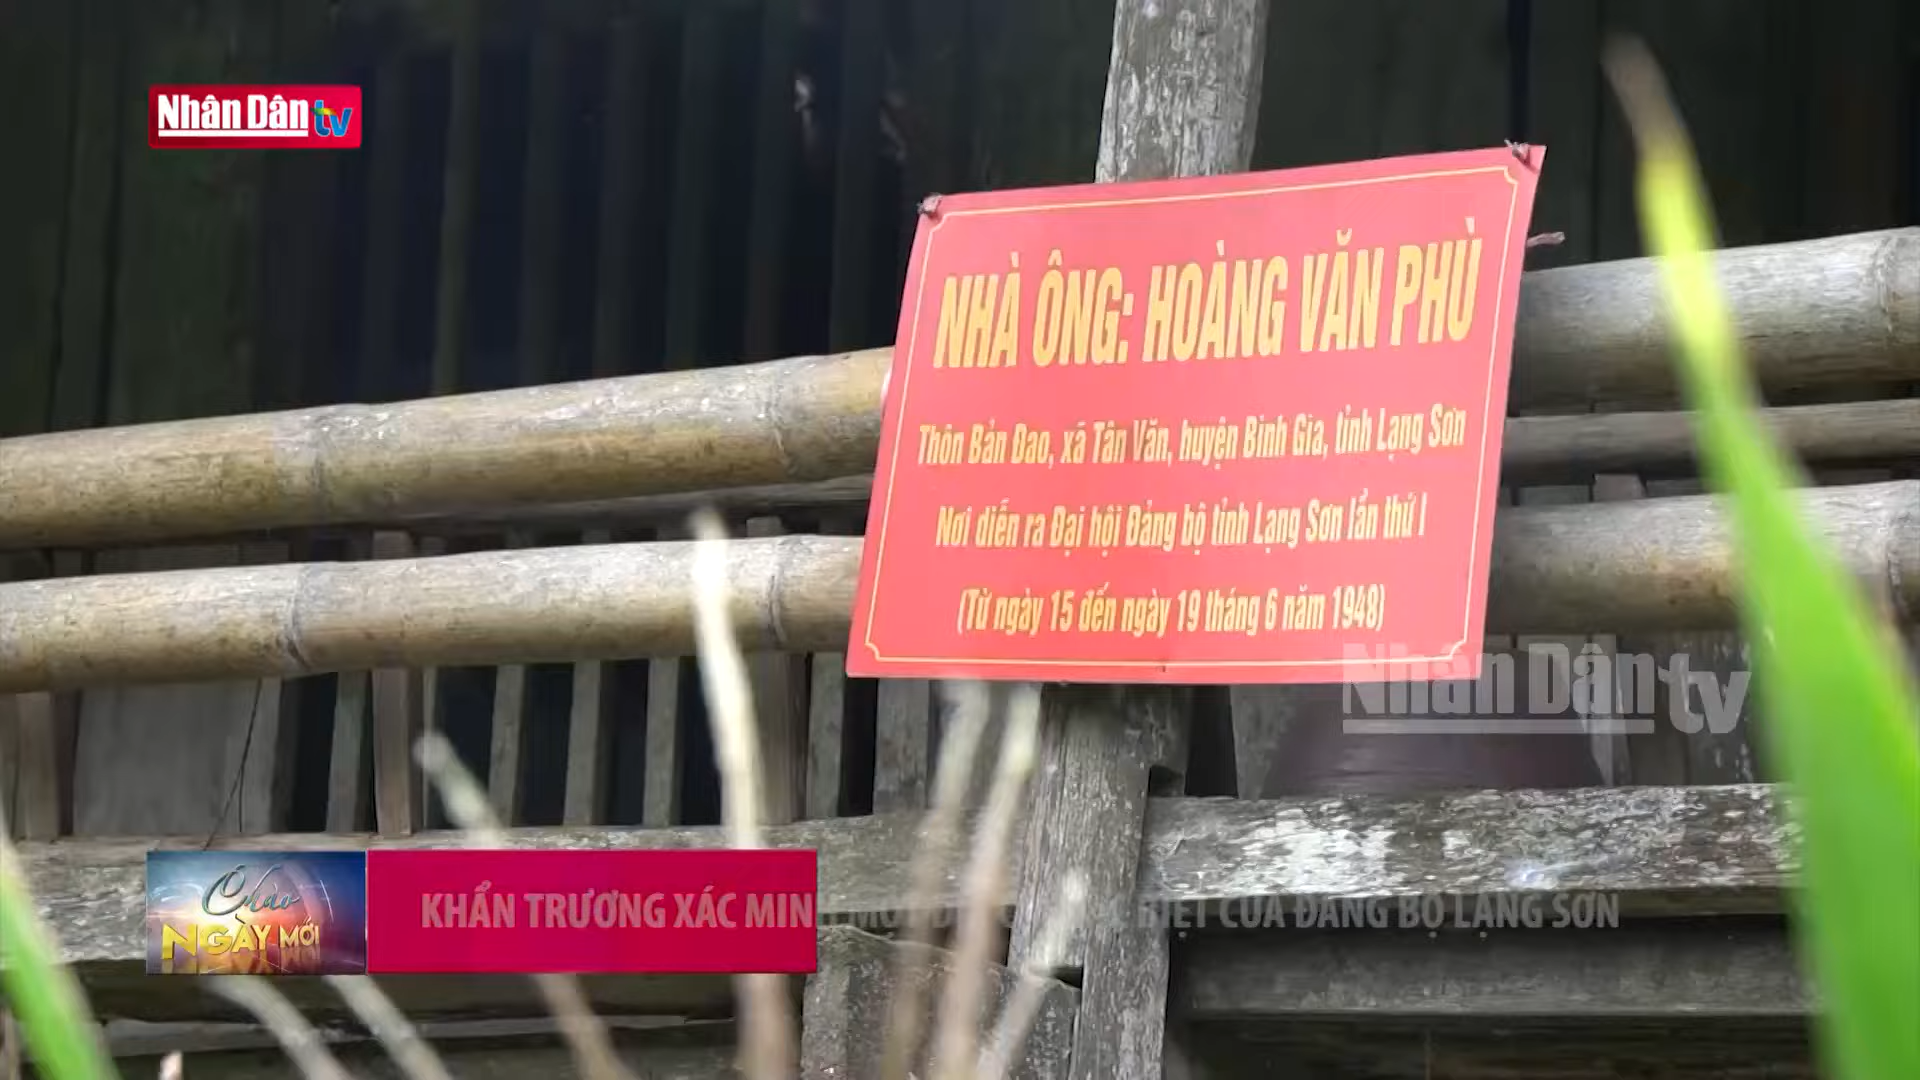 Nhân Dân tv
NHÀ ÔNG: HOÀNG VĂN PHÙ
Thôn Bản Đao, xã Tân Văn, huyện Bình Gia, tỉnh Lạng Sơn
Nơi diễn ra Đại hội Đảng bộ tỉnh Lạng Sơn lần thứ I
(Từ ngày 15 đến ngày 19 tháng 6 năm 1948)
Nhân Dân tv
Chào
NGÀY MỚI
KHẨN TRƯƠNG XÁC MIN CỦA ĐẢNG BỘ LẠNG SƠN